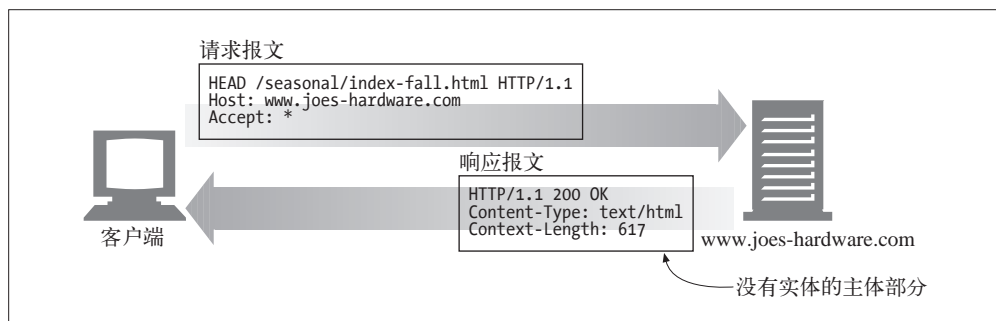 请求报文
HEAD /seasonal/index-fall.html HTTP/1.1
Host: www.joes-hardware.com
Accept: *
响应报文
HTTP/1.1 200 OK
Content-Type: text/html
Context-Length: 617
客户端
www.joes-hardware.com
没有实体的主体部分